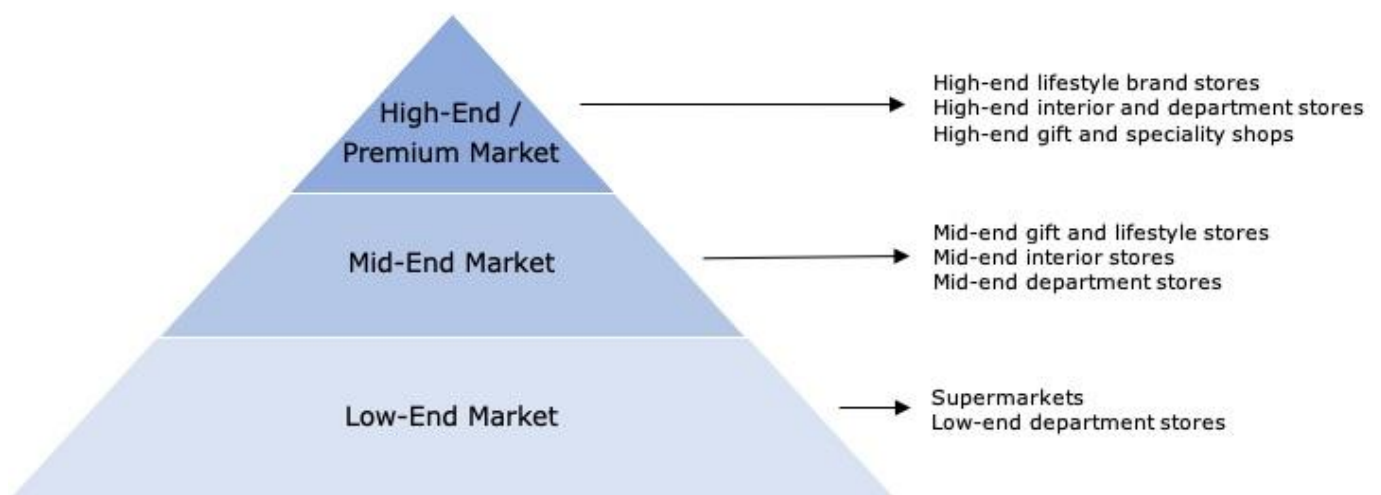 High-End /
Premium Market
High-end lifestyle brand stores
High-end interior and department stores
High-end gift and speciality shops
Mid-End Market
Mid-end gift and lifestyle stores
Mid-end interior stores
Mid-end department stores
Low-End Market
Supermarkets
Low-end department stores